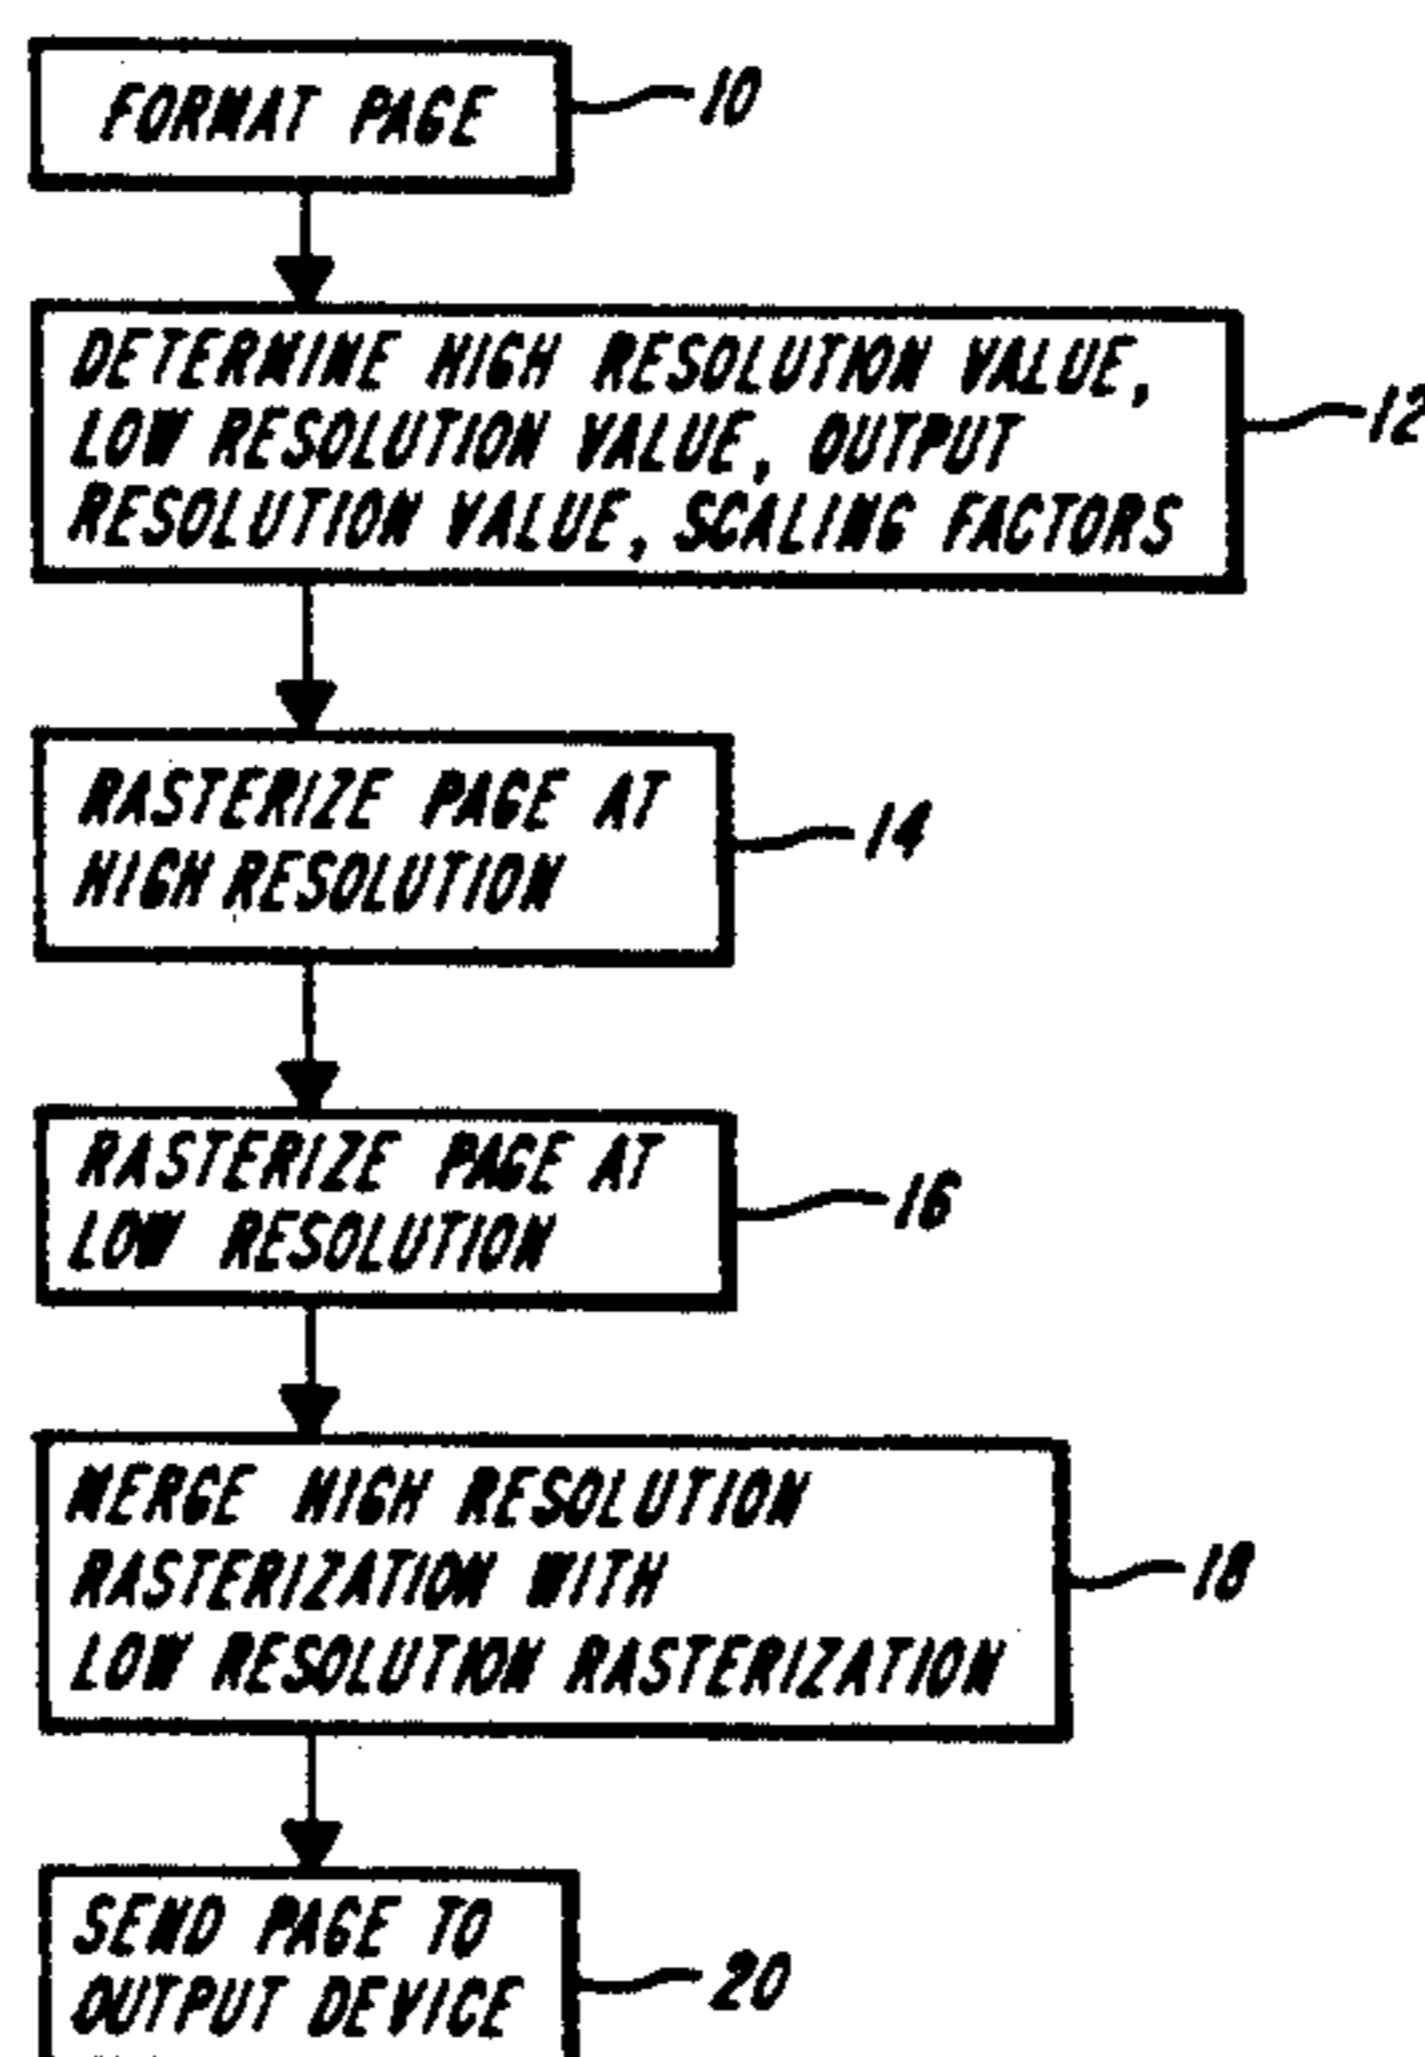 FORMAT PAGE
10
DETERMINE HIGH RESOLUTION VALUE,
LOW RESOLUTION VALUE, OUTPUT
RESOLUTION VALUE, SCALING FACTORS
12
RASTERIZE PAGE AT
HIGH RESOLUTION
14
RASTERIZE PAGE AT
LOW RESOLUTION
16
MERGE HIGH RESOLUTION
RASTERIZATION WITH
LOW RESOLUTION RASTERIZATION
18
SEND PAGE TO
OUTPUT DEVICE
20